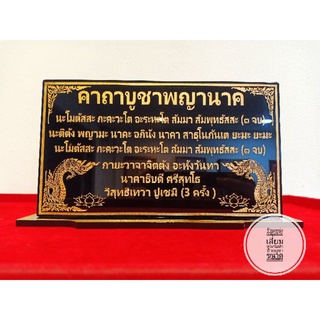 คาถาบูชาพญานาค
นะโมตัสสะ ภะคะวะโต อะระหะโต สัมมา สัมพุทธัสสะ (๓ จบ)
นะติตัง พญามะ นาคะ อภินัง นาคา สาธุโนภันเต ยะมะ ยะมะ
นะโมตัสสะ ภะคะวะโต อะระหะโต สัมมา สัมพุทธัสสะ (๓ จบ)
กายะวาจาจิตตัง อะหังวันทา
นาคาธิบดี ศรีสุทโธ
วิสุทธิเทวา ปูเชมิ (3 ครั้ง )